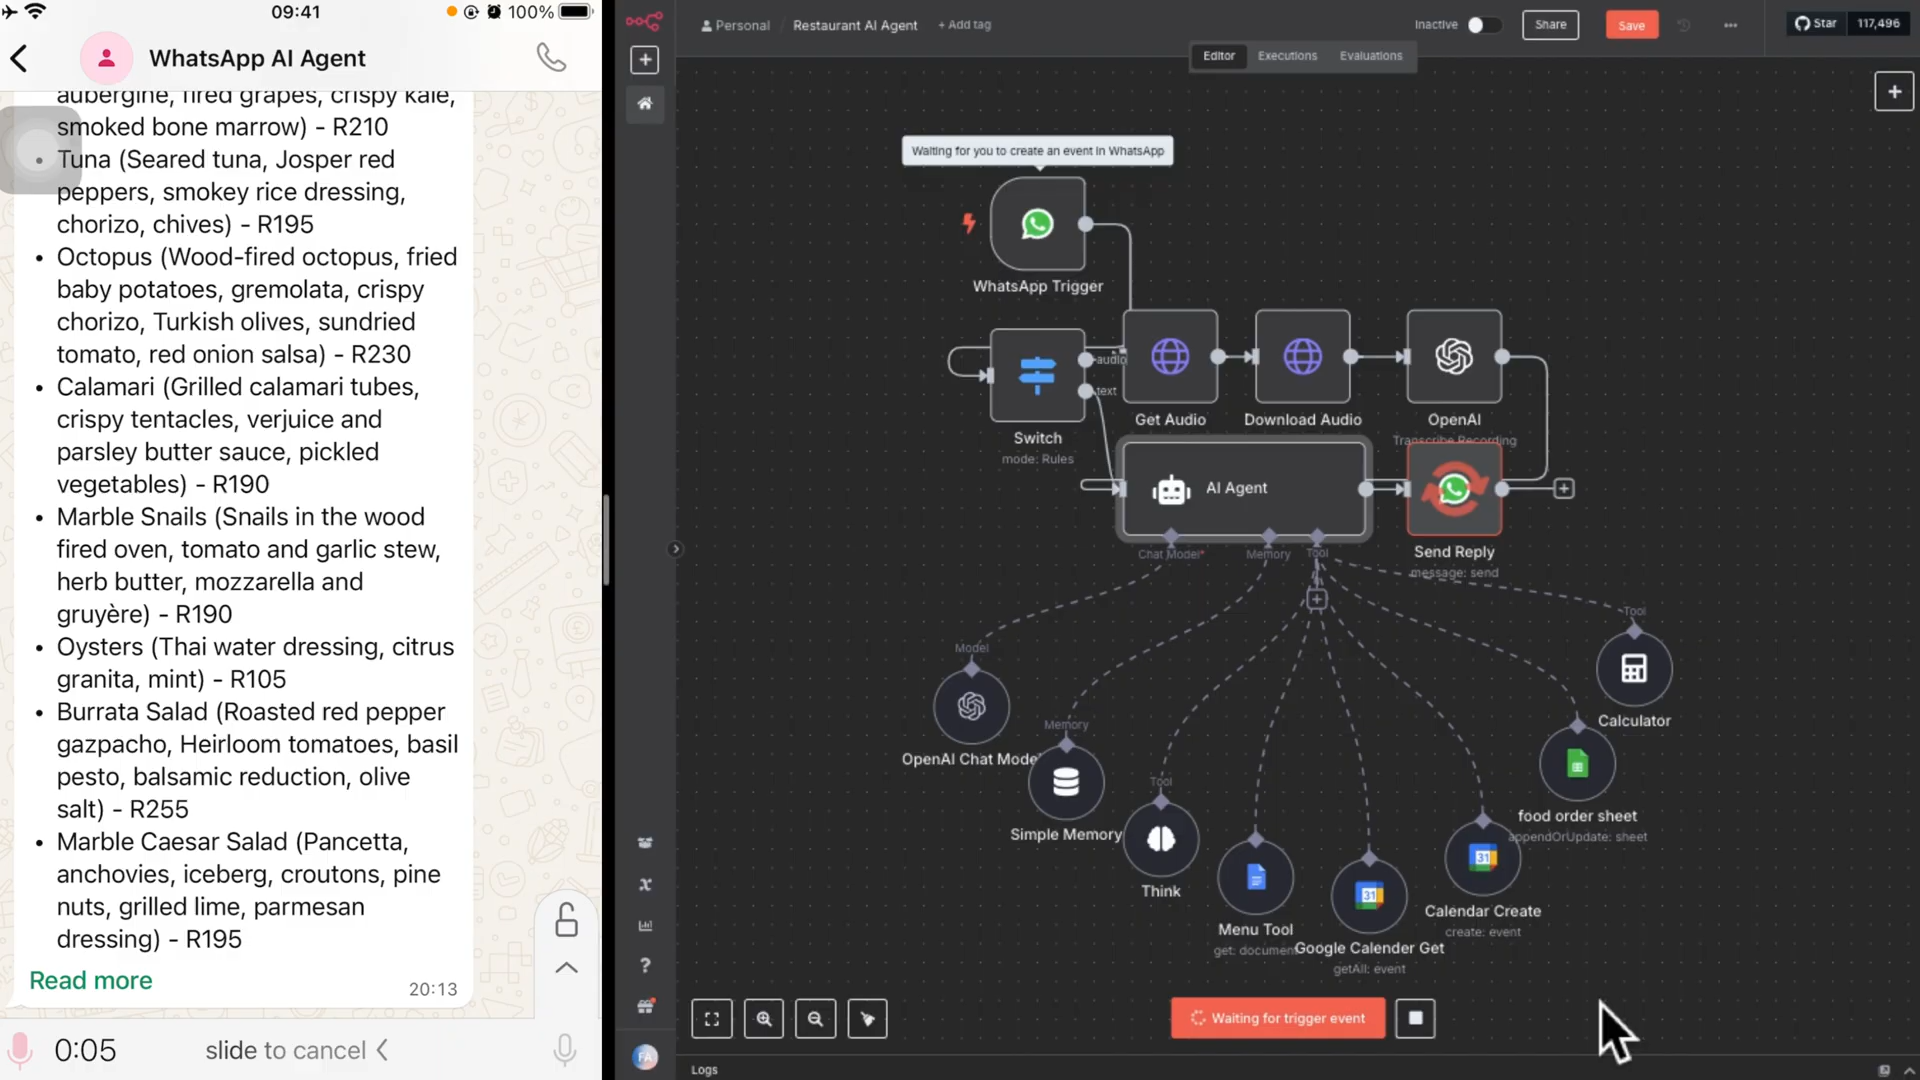 09:41
100%
WhatsApp AI Agent
aubergine, fired grapes, crispy kale,
smoked bone marrow) - R210
• Tuna (Seared tuna, Josper red
peppers, smokey rice dressing,
chorizo, chives) - R195
• Octopus (Wood-fired octopus, fried
baby potatoes, gremolata, crispy
chorizo, Turkish olives, sundried
tomato, red onion salsa) - R230
• Calamari (Grilled calamari tubes,
crispy tentacles, verjuice and
parsley butter sauce, pickled
vegetables) - R190
• Marble Snails (Snails in the wood
fired oven, tomato and garlic stew,
herb butter, mozzarella and
gruyère) - R190
• Oysters (Thai water dressing, citrus
granita, mint) - R105
• Burrata Salad (Roasted red pepper
gazpacho, Heirloom tomatoes, basil
pesto, balsamic reduction, olive
salt) - R255
• Marble Caesar Salad (Pancetta,
anchovies, iceberg, croutons, pine
nuts, grilled lime, parmesan
dressing) - R195
Read more
20:13
0:05
slide to cancel
Personal / Restaurant AI Agent + Add tag
Inactive
Share
Save
Star 117,496
Editor Executions Evaluations
Waiting for you to create an event in WhatsApp
WhatsApp Trigger
audio
text
Switch
mode: Rules
Get Audio
Download Audio
OpenAI
Transcribe Recording
AI Agent
Chat Model*
Memory
Tool
Send Reply
message: send
Model
OpenAI Chat Model
Memory
Simple Memory
Tool
Think
Menu Tool
get: document
Google Calender Get
getAll: event
31
Calendar Create
create: event
31
food order sheet
appendOrUpdate: sheet
Tool
Calculator
Waiting for trigger event
FA
Logs